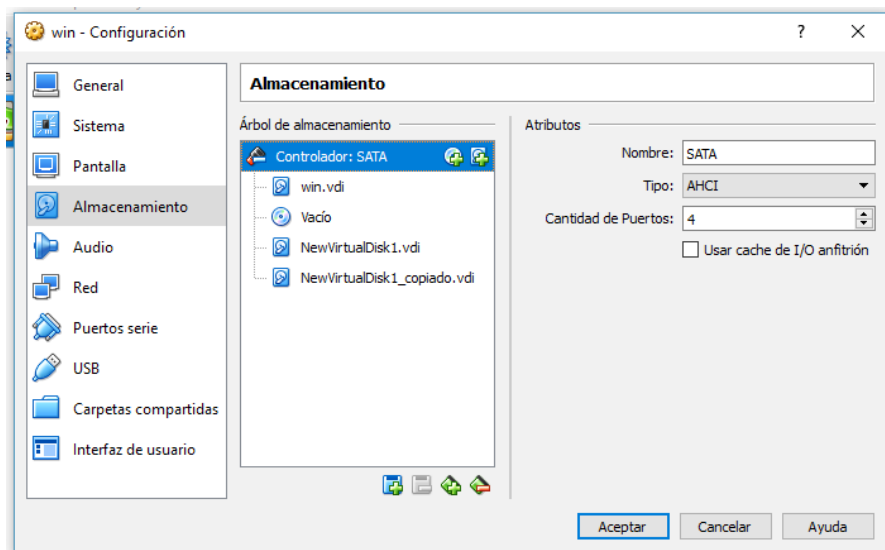 win - Configuración
?
General
Sistema
Pantalla
Almacenamiento
Audio
Red
Puertos serie
USB
Carpetas compartidas
Interfaz de usuario
Almacenamiento
Árbol de almacenamiento
Controlador: SATA
win.vdi
Vacío
NewVirtualDisk1.vdi
NewVirtualDisk1_copiado.vdi
Atributos
Nombre: SATA
Tipo: AHCI
Cantidad de Puertos: 4
Usar cache de I/O anfitrión
Aceptar Cancelar Ayuda